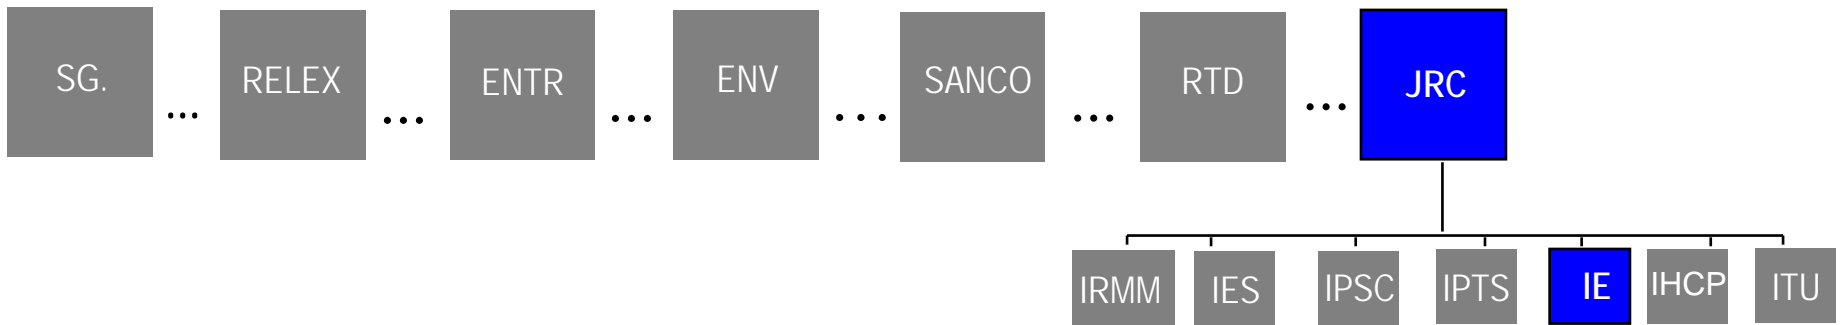 SG. ... RELEX ... ENTR ... ENV ... SANCO ... RTD ... JRC
IRMM IES IPSC IPTS IE IHCP ITU